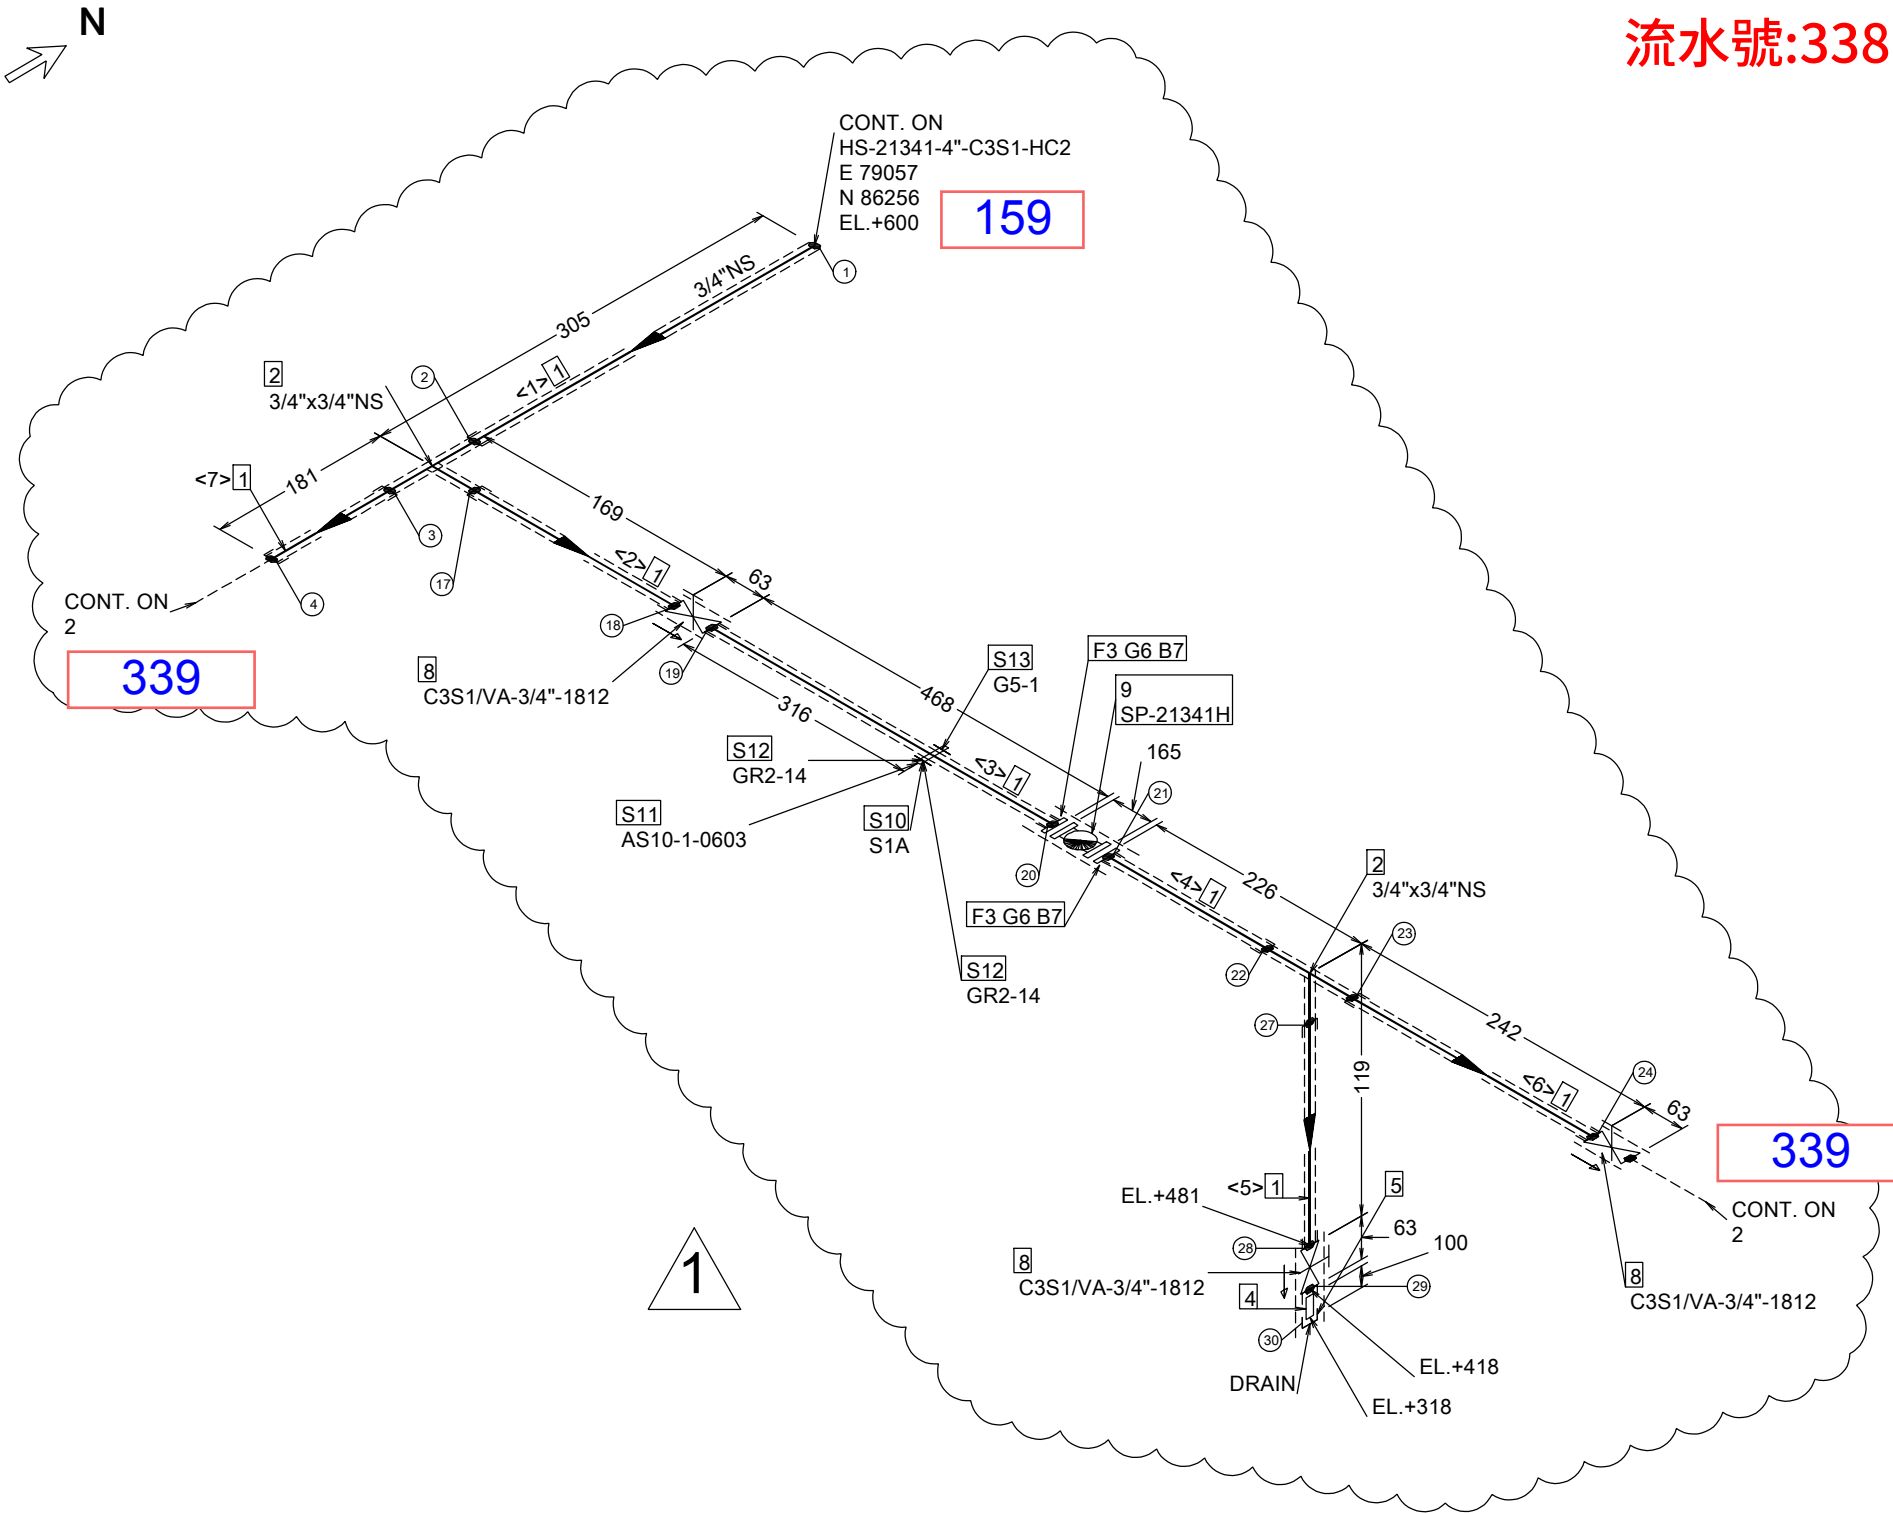 N
流水號:338
CONT. ON
HS-21341-4"-C3S1-HC2
E 79057
N 86256
EL.+600
159
1
3/4"NS
305
2
3/4"x3/4"NS
2
<1> 1
<7> 1
181
3
4
CONT. ON
2
339
169
17
<2> 1
63
18
19
8
C3S1/VA-3/4"-1812
316
468
S13
G5-1
F3 G6 B7
9
SP-21341H
165
S12
GR2-14
S11
AS10-1-0603
S10
S1A
<3> 1
21
20
F3 G6 B7
S12
GR2-14
<4> 1
226
2
3/4"x3/4"NS
22
23
27
119
242
<6> 1
24
63
339
CONT. ON
2
8
C3S1/VA-3/4"-1812
EL.+481
<5> 1
5
63
100
28
8
C3S1/VA-3/4"-1812
4
29
30
DRAIN
EL.+418
EL.+318
1